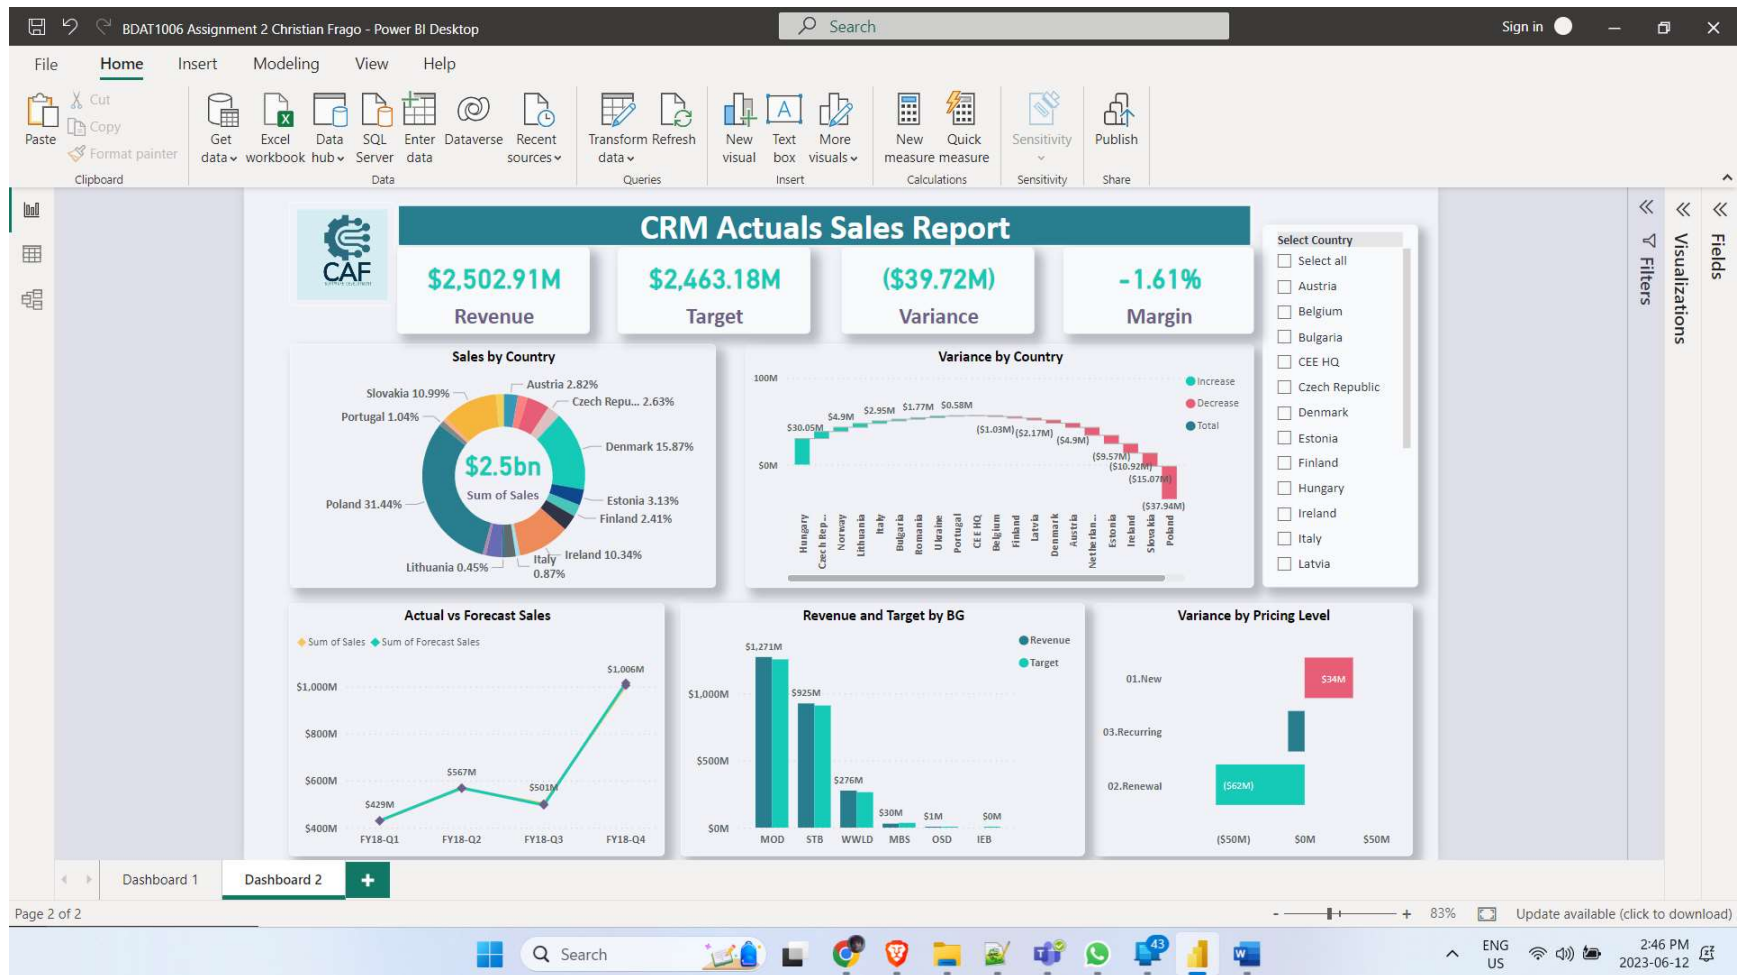 BDAT1006 Assignment 2 Christian Frago - Power BI Desktop
Search
Sign in
File Home Insert Modeling View Help
Paste
Cut
Copy
Format painter
Clipboard
Get data
Excel workbook
Data hub
SQL Server
Enter data
Dataverse
Recent sources
Data
Transform data
Refresh
Queries
New visual
Text box
More visuals
Insert
New measure
Quick measure
Calculations
Sensitivity
Sensitivity
Publish
Share
CAF
CRM Actuals Sales Report
$2,502.91M
Revenue
$2,463.18M
Target
($39.72M)
Variance
-1.61%
Margin
Select Country
Select all
Austria
Belgium
Bulgaria
CEE HQ
Czech Republic
Denmark
Estonia
Finland
Hungary
Ireland
Italy
Latvia
Filters
Visualizations
Fields
Sales by Country
Austria 2.82%
Czech Repu... 2.63%
Denmark 15.87%
Estonia 3.13%
Finland 2.41%
Ireland 10.34%
Italy 0.87%
Lithuania 0.45%
Poland 31.44%
Portugal 1.04%
Slovakia 10.99%
$2.5bn
Sum of Sales
Variance by Country
100M
$0M
$30.05M
$4.9M
$2.95M
$1.77M
$0.58M
($1.03M)
($2.17M)
($4.9M)
($9.57M)
($10.92M)
($15.07M)
($37.94M)
Increase
Decrease
Total
Hungary
Czech Rep...
Norway
Lithuania
Italy
Bulgaria
Romania
Ukraine
Portugal
CEE HQ
Belgium
Finland
Latvia
Denmark
Austria
Netherlan...
Estonia
Ireland
Slovakia
Poland
Actual vs Forecast Sales
Sum of Sales Sum of Forecast Sales
$1,000M
$800M
$600M
$400M
$429M
$567M
$501M
$1,006M
FY18-Q1 FY18-Q2 FY18-Q3 FY18-Q4
Revenue and Target by BG
Revenue
Target
$1,000M
$500M
$0M
$1,271M
$925M
$276M
$30M
$1M
$0M
MOD STB WWLD MBS OSD IEB
Variance by Pricing Level
01.New
03.Recurring
02.Renewal
$34M
($62M)
($50M) $0M $50M
Dashboard 1
Dashboard 2
+
Page 2 of 2
- + 83%
Update available (click to download)
Search
43
ENG
US
2:46 PM
2023-06-12